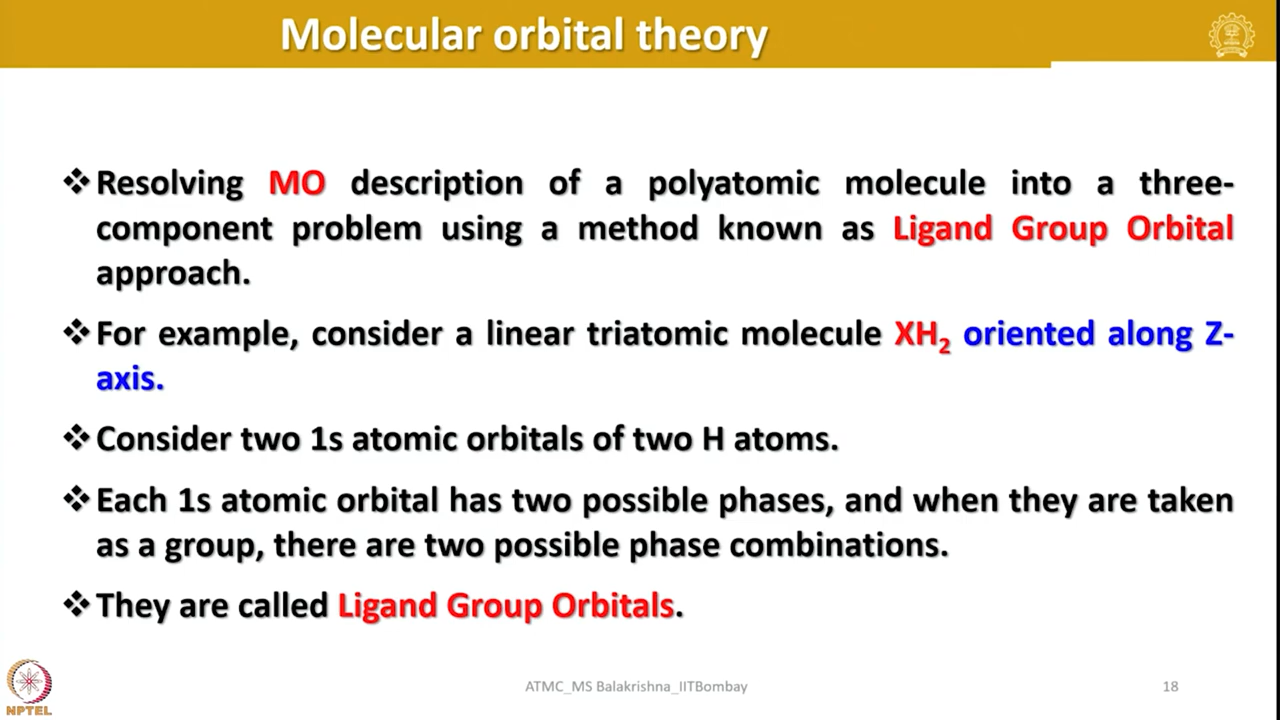 Molecular orbital theory
❖Resolving MO description of a polyatomic molecule into a three-
component problem using a method known as Ligand Group Orbital
approach.
❖For example, consider a linear triatomic molecule XH₂ oriented along Z-
axis.
❖Consider two 1s atomic orbitals of two H atoms.
❖Each 1s atomic orbital has two possible phases, and when they are taken
as a group, there are two possible phase combinations.
❖They are called Ligand Group Orbitals.
NPTEL
ATMC_MS Balakrishna_IITBombay
18